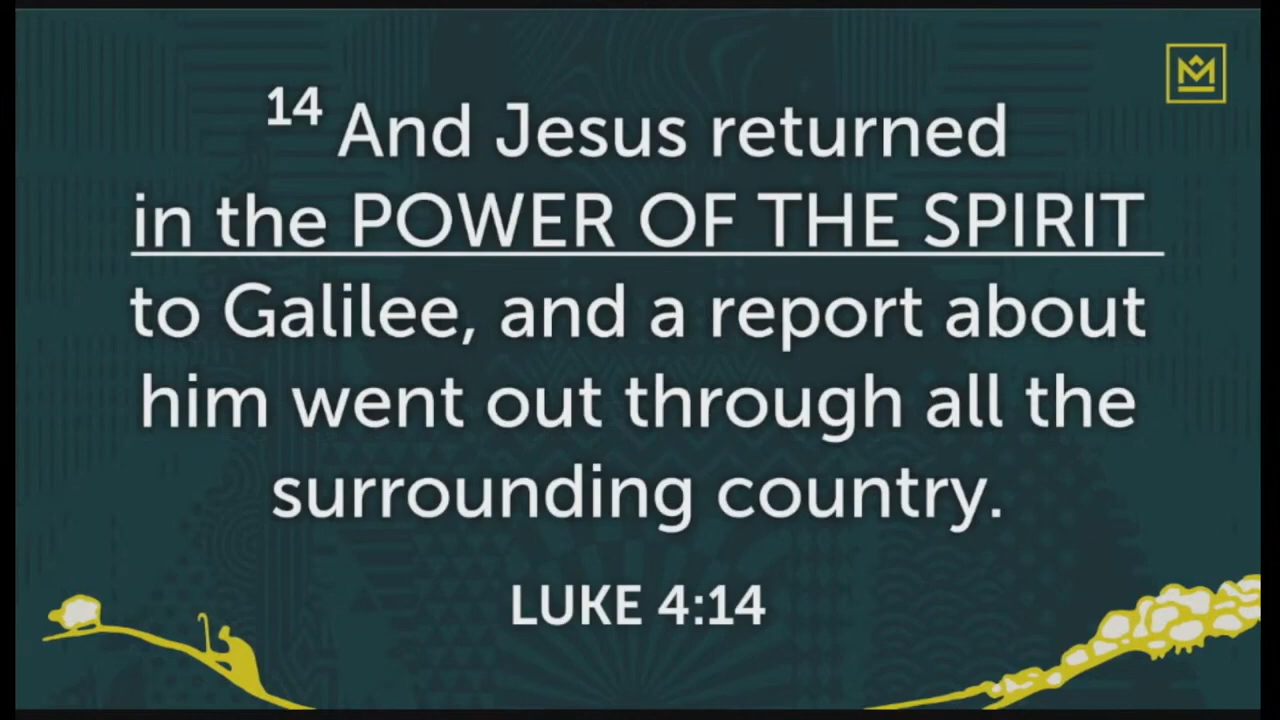 14 And Jesus returned
in the POWER OF THE SPIRIT
to Galilee, and a report about
him went out through all the
surrounding country.
LUKE 4:14